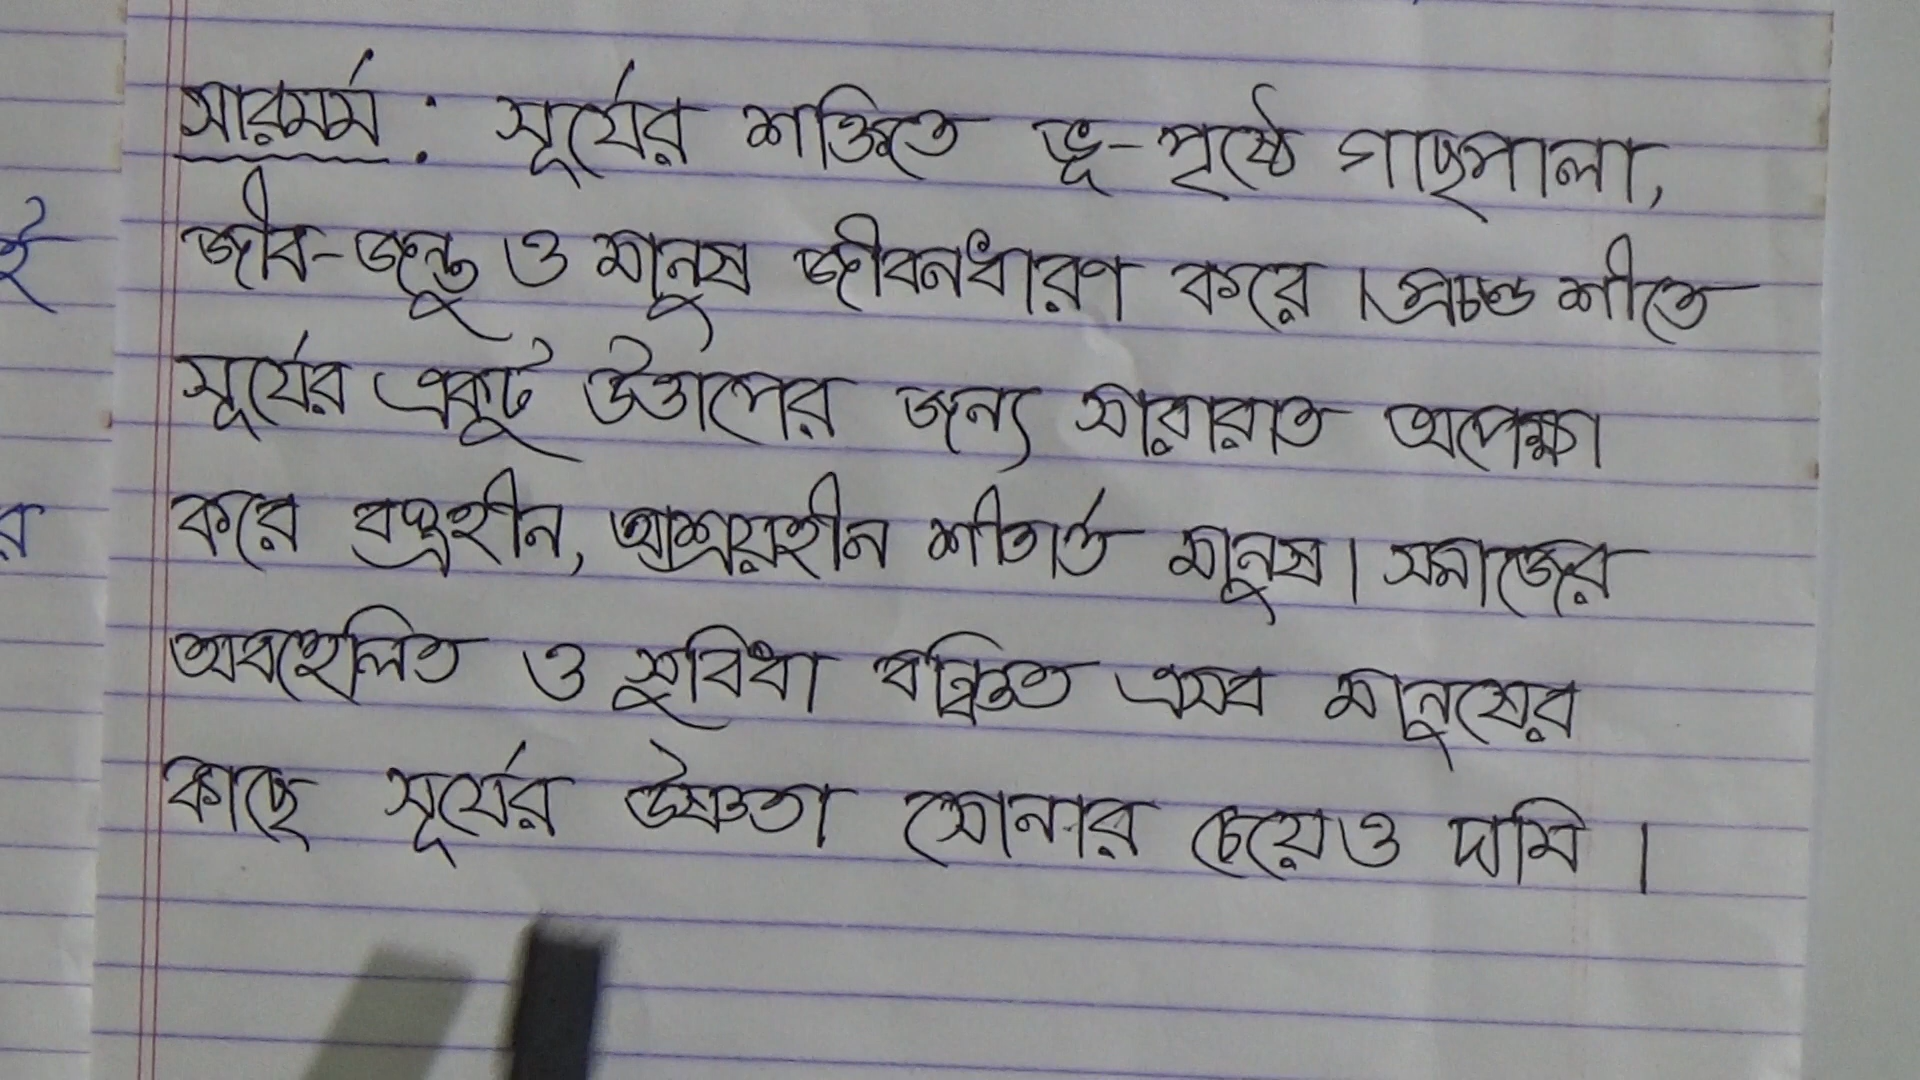 সারমর্ম : সূর্যের শক্তিতে ভূ-পৃষ্ঠে গাছপালা,
জীব-জন্তু ও মানুষ জীবনধারণ করে। প্রচন্ড শীতে
সূর্যের একটু উত্তাপের জন্য সারারাত অপেক্ষা
করে বস্ত্রহীন, আশ্রয়হীন শীতার্ত মানুষ। সমাজের
অবহেলিত ও সুবিধা বঞ্চিত এসব মানুষের
কাছে সূর্যের উষ্ণতা সোনার চেয়েও দামি।